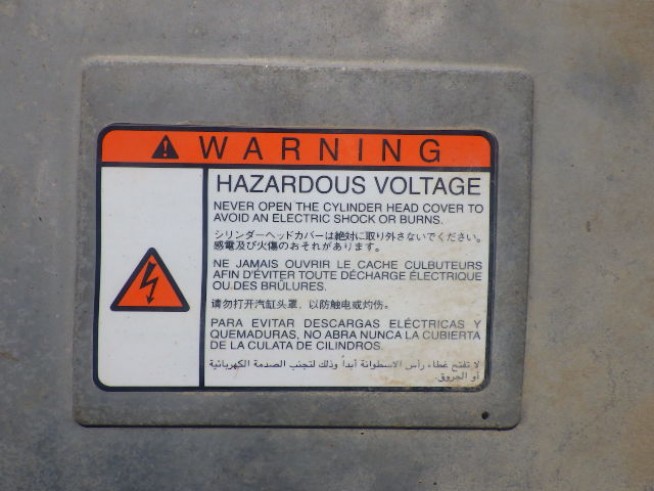 WARNING
HAZARDOUS VOLTAGE
NEVER OPEN THE CYLINDER HEAD COVER TO
AVOID AN ELECTRIC SHOCK OR BURNS.
シリンダーヘッドカバーは絶対に取り外さないでください。
感電及び火傷のおそれがあります。
NE JAMAIS OUVRIR LE CACHE CULBUTEURS
AFIN D'ÉVITER TOUTE DÉCHARGE ÉLECTRIQUE
OU DES BRÛLURES.
请勿打开汽缸头罩，以防触电或灼伤。
PARA EVITAR DESCARGAS ELÉCTRICAS Y
QUEMADURAS, NO ABRA NUNCA LA CUBIERTA
DE LA CULATA DE CILINDROS.
لا تفتح غطاء رأس الاسطوانة أبداً وذلك لتجنب الصدمة الكهربائية
أو الحروق.